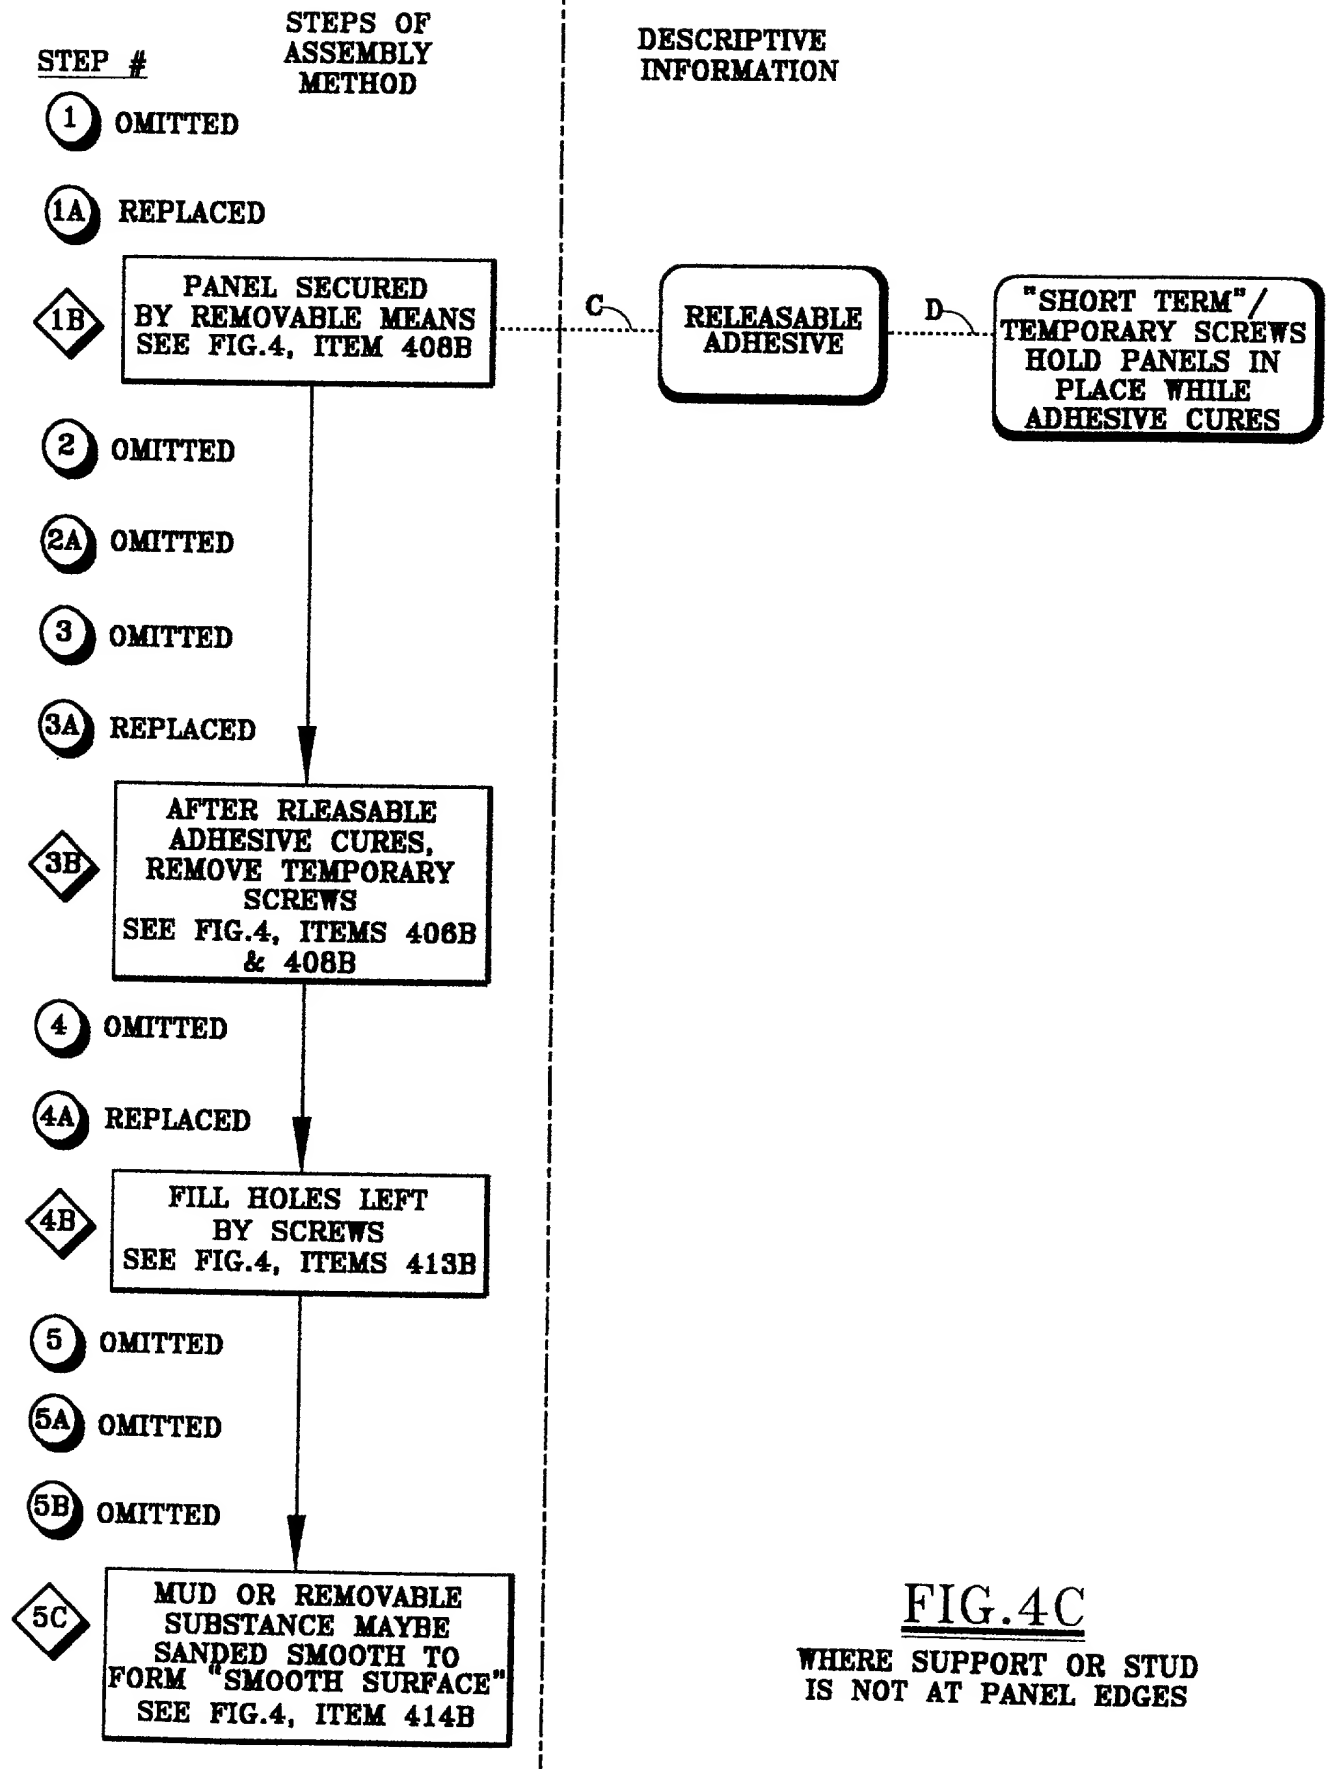 STEP #
STEPS OF
ASSEMBLY
METHOD
DESCRIPTIVE
INFORMATION
1 OMITTED
1A REPLACED
1B
PANEL SECURED
BY REMOVABLE MEANS
SEE FIG.4, ITEM 408B
C
RELEASABLE
ADHESIVE
D
"SHORT TERM"/
TEMPORARY SCREWS
HOLD PANELS IN
PLACE WHILE
ADHESIVE CURES
2 OMITTED
2A OMITTED
3 OMITTED
3A REPLACED
3B
AFTER RLEASABLE
ADHESIVE CURES,
REMOVE TEMPORARY
SCREWS
SEE FIG.4, ITEMS 406B
& 408B
4 OMITTED
4A REPLACED
4B
FILL HOLES LEFT
BY SCREWS
SEE FIG.4, ITEMS 413B
5 OMITTED
5A OMITTED
5B OMITTED
5C
MUD OR REMOVABLE
SUBSTANCE MAYBE
SANDED SMOOTH TO
FORM "SMOOTH SURFACE"
SEE FIG.4, ITEM 414B
FIG.4C
WHERE SUPPORT OR STUD
IS NOT AT PANEL EDGES